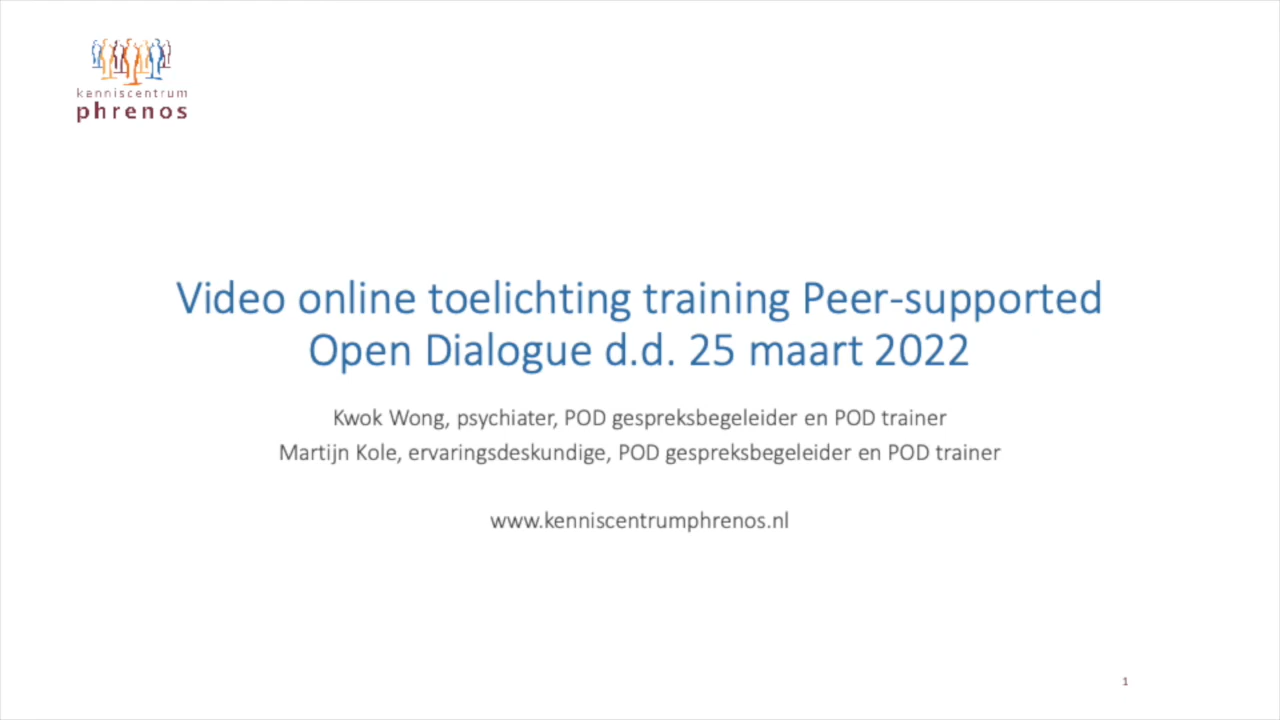 kenniscentrum
phrenos
Video online toelichting training Peer-supported
Open Dialogue d.d. 25 maart 2022
Kwok Wong, psychiater, POD gespreksbegeleider en POD trainer
Martijn Kole, ervaringsdeskundige, POD gespreksbegeleider en POD trainer
www.kenniscentrumphrenos.nl
1